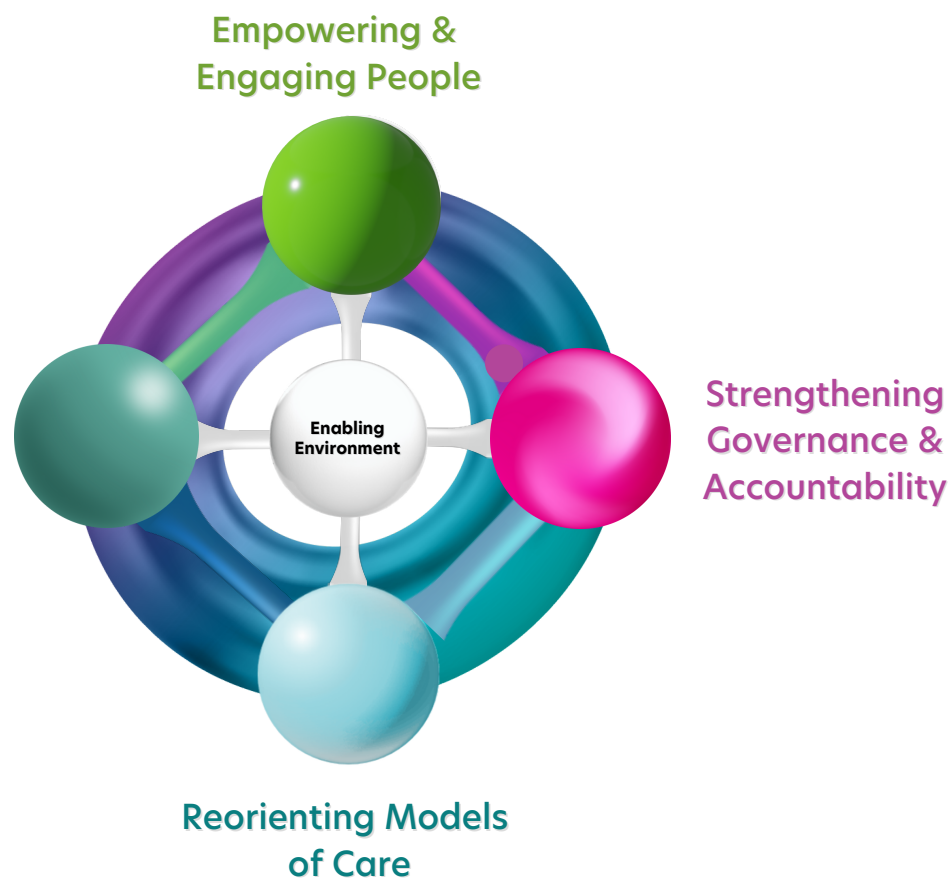 Empowering &
Engaging People
Enabling
Environment
Strengthening
Governance &
Accountability
Reorienting Models
of Care